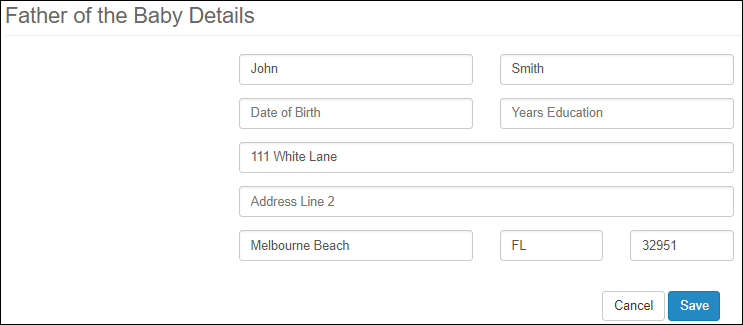 Father of the Baby Details
John Smith
Date of Birth Years Education
111 White Lane
Address Line 2
Melbourne Beach FL 32951
Cancel Save